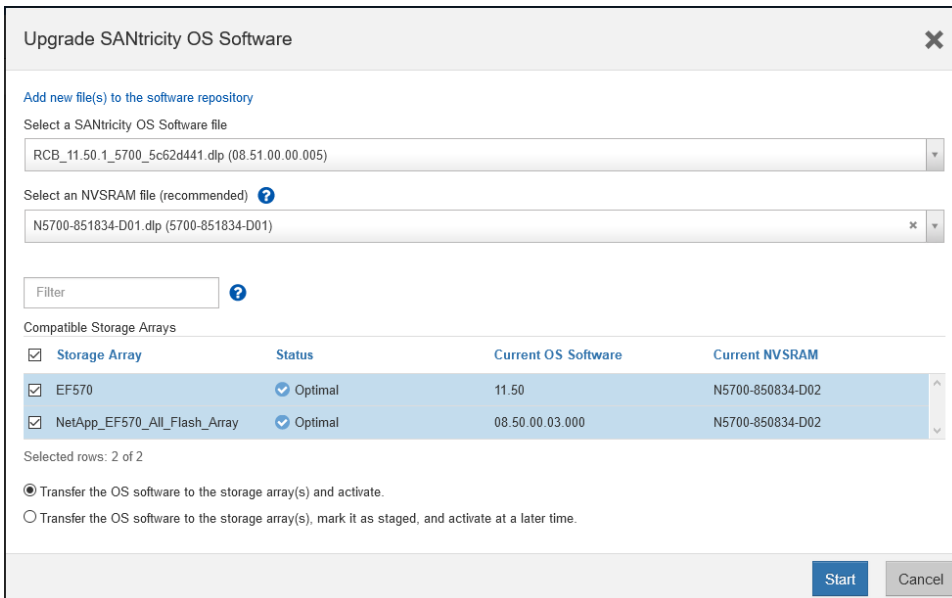 Upgrade SANtricity OS Software
Add new file(s) to the software repository
Select a SANtricity OS Software file
RCB_11.50.1_5700_5c62d441.dlp (08.51.00.00.005)
Select an NVSRAM file (recommended) ?
N5700-851834-D01.dlp (5700-851834-D01)
Filter ?
Compatible Storage Arrays
Storage Array Status Current OS Software Current NVSRAM
EF570 Optimal 11.50 N5700-850834-D02
NetApp_EF570_All_Flash_Array Optimal 08.50.00.03.000 N5700-850834-D02
Selected rows: 2 of 2
Transfer the OS software to the storage array(s) and activate.
Transfer the OS software to the storage array(s), mark it as staged, and activate at a later time.
Start Cancel